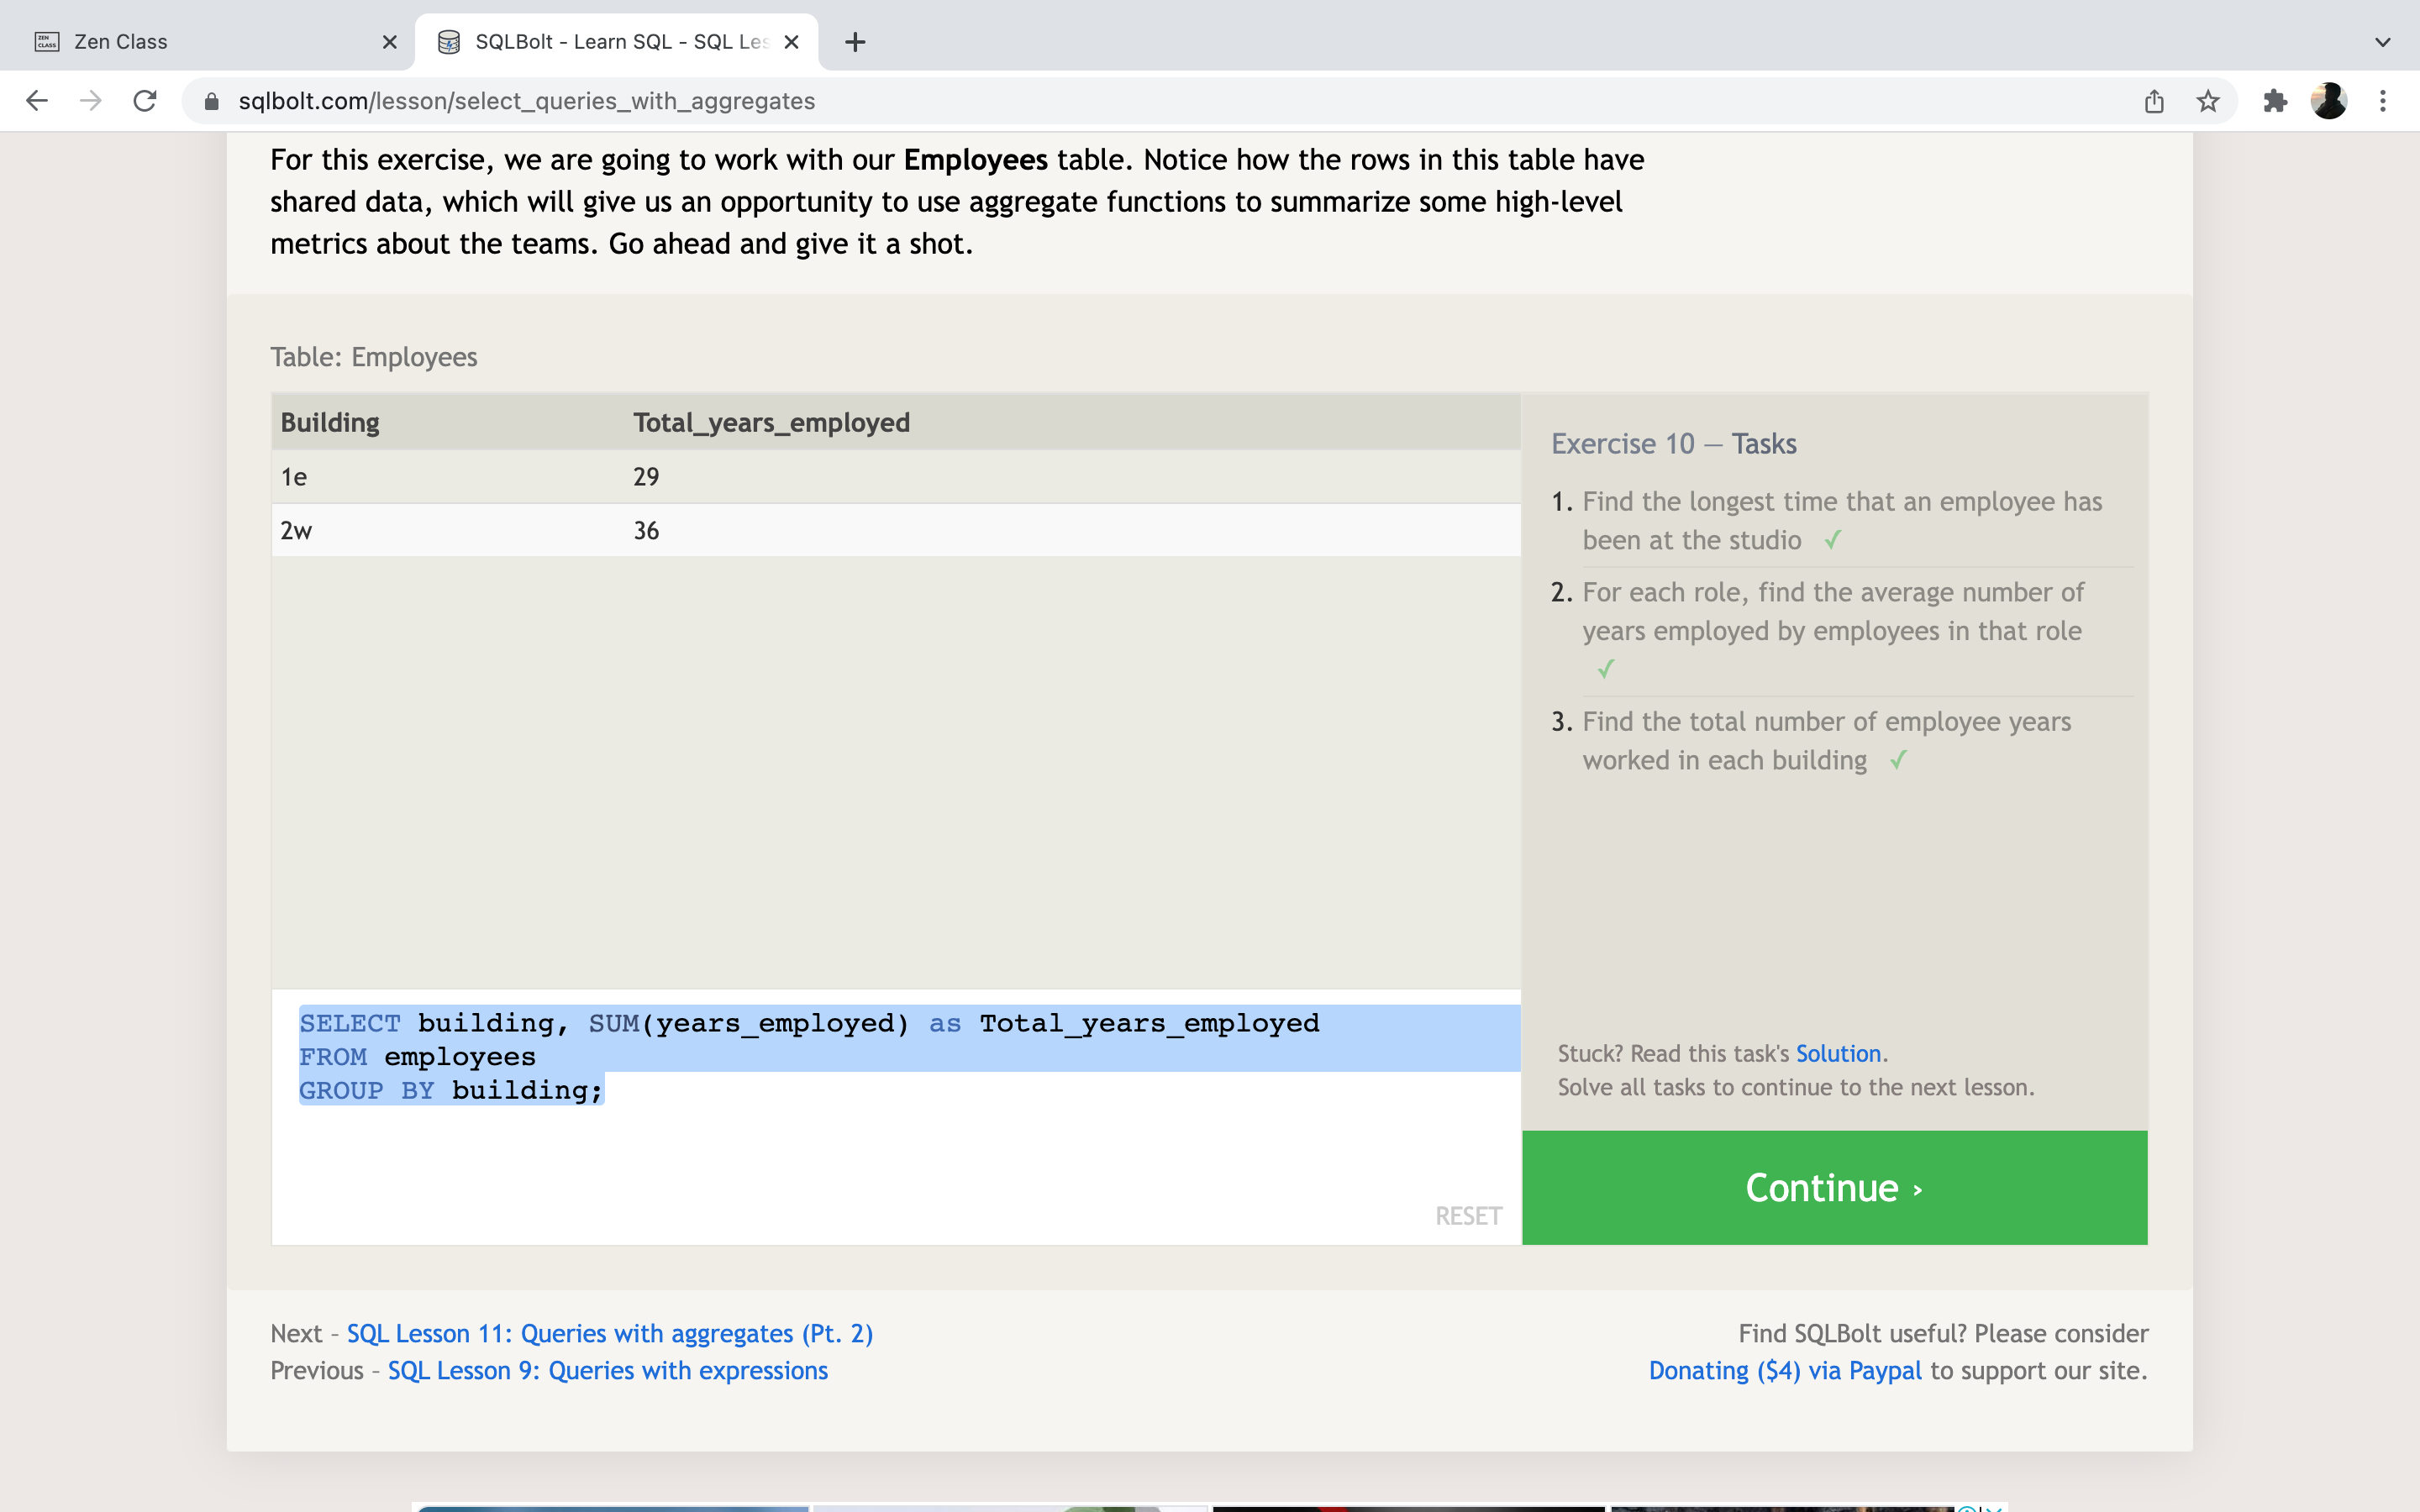 Zen Class
SQLBolt - Learn SQL - SQL Les
sqlbolt.com/lesson/select_queries_with_aggregates
For this exercise, we are going to work with our Employees table. Notice how the rows in this table have
shared data, which will give us an opportunity to use aggregate functions to summarize some high-level
metrics about the teams. Go ahead and give it a shot.
Table: Employees
Building Total_years_employed
1e 29
2w 36
SELECT building, SUM(years_employed) as Total_years_employed
FROM employees
GROUP BY building;
RESET
Exercise 10 — Tasks
1. Find the longest time that an employee has
been at the studio ✓
2. For each role, find the average number of
years employed by employees in that role
✓
3. Find the total number of employee years
worked in each building ✓
Stuck? Read this task's Solution.
Solve all tasks to continue to the next lesson.
Continue ›
Next – SQL Lesson 11: Queries with aggregates (Pt. 2)
Previous – SQL Lesson 9: Queries with expressions
Find SQLBolt useful? Please consider
Donating ($4) via Paypal to support our site.